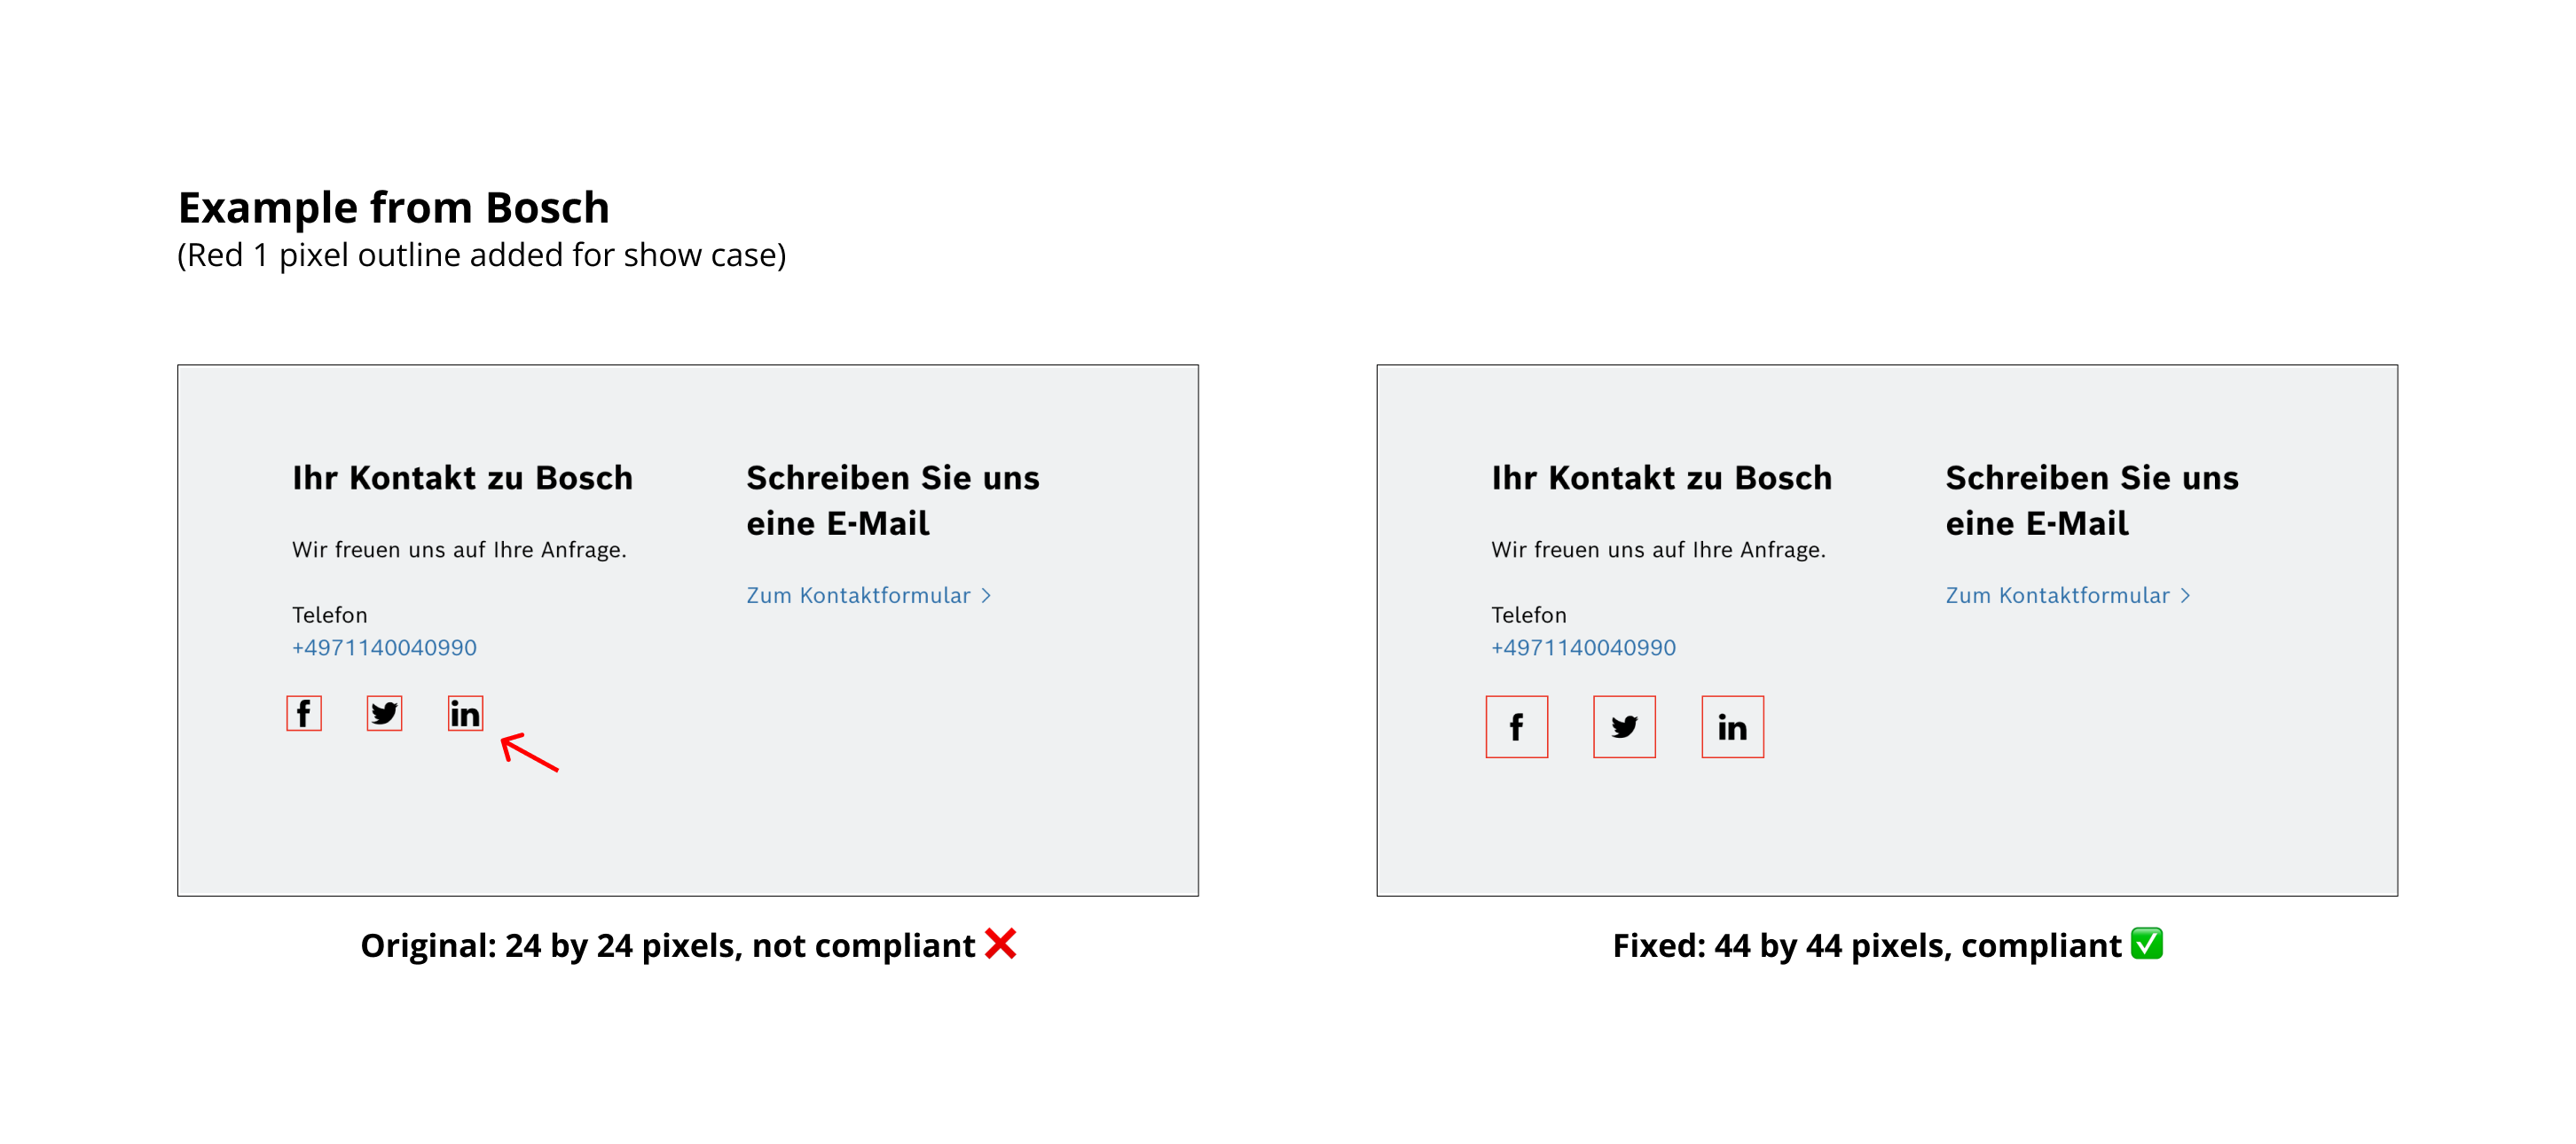 Example from Bosch
(Red 1 pixel outline added for show case)
Ihr Kontakt zu Bosch
Wir freuen uns auf Ihre Anfrage.
Telefon
+4971140040990
f
in
Schreiben Sie uns
eine E-Mail
Zum Kontaktformular >
Original: 24 by 24 pixels, not compliant ❌
Ihr Kontakt zu Bosch
Wir freuen uns auf Ihre Anfrage.
Telefon
+4971140040990
f
in
Schreiben Sie uns
eine E-Mail
Zum Kontaktformular >
Fixed: 44 by 44 pixels, compliant ✅